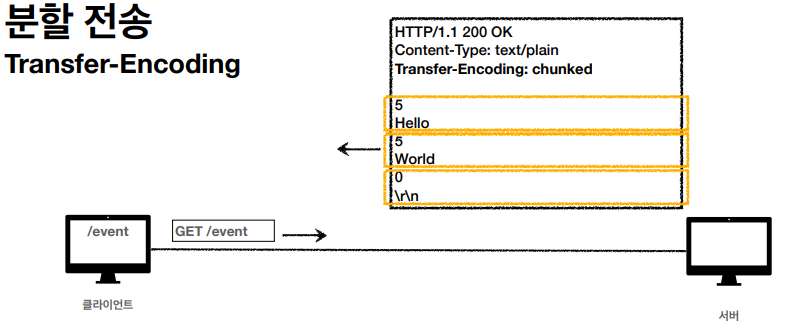 분할 전송
Transfer-Encoding
HTTP/1.1 200 OK
Content-Type: text/plain
Transfer-Encoding: chunked
5
Hello
5
World
0
\r\n
/event
GET /event
클라이언트
서버